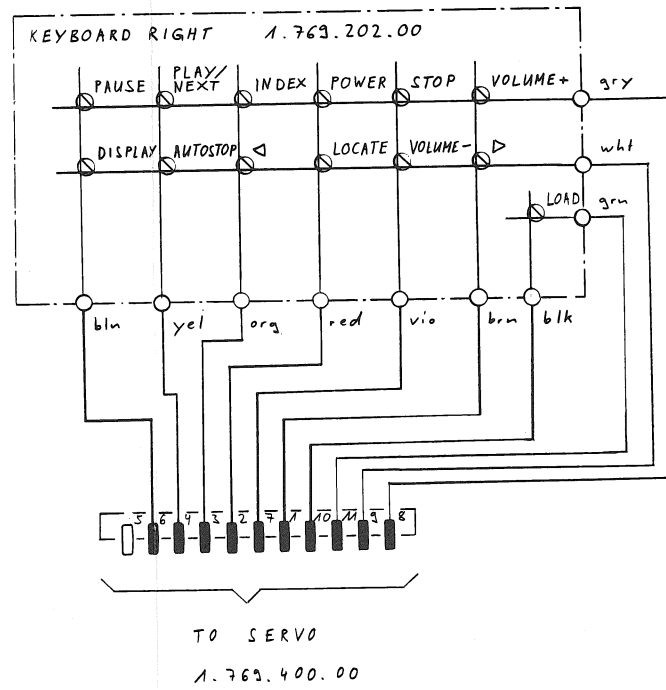 KEYBOARD RIGHT 1.769.202.00
PAUSE PLAY/ NEXT INDEX POWER STOP VOLUME+ gry
DISPLAY AUTOSTOP ◁ LOCATE VOLUME- ▷ wht
LOAD grn
bln yel org red vio brn blk
5 6 4 3 2 7 1 10 11 9 8
TO SERVO
1.769.400.00